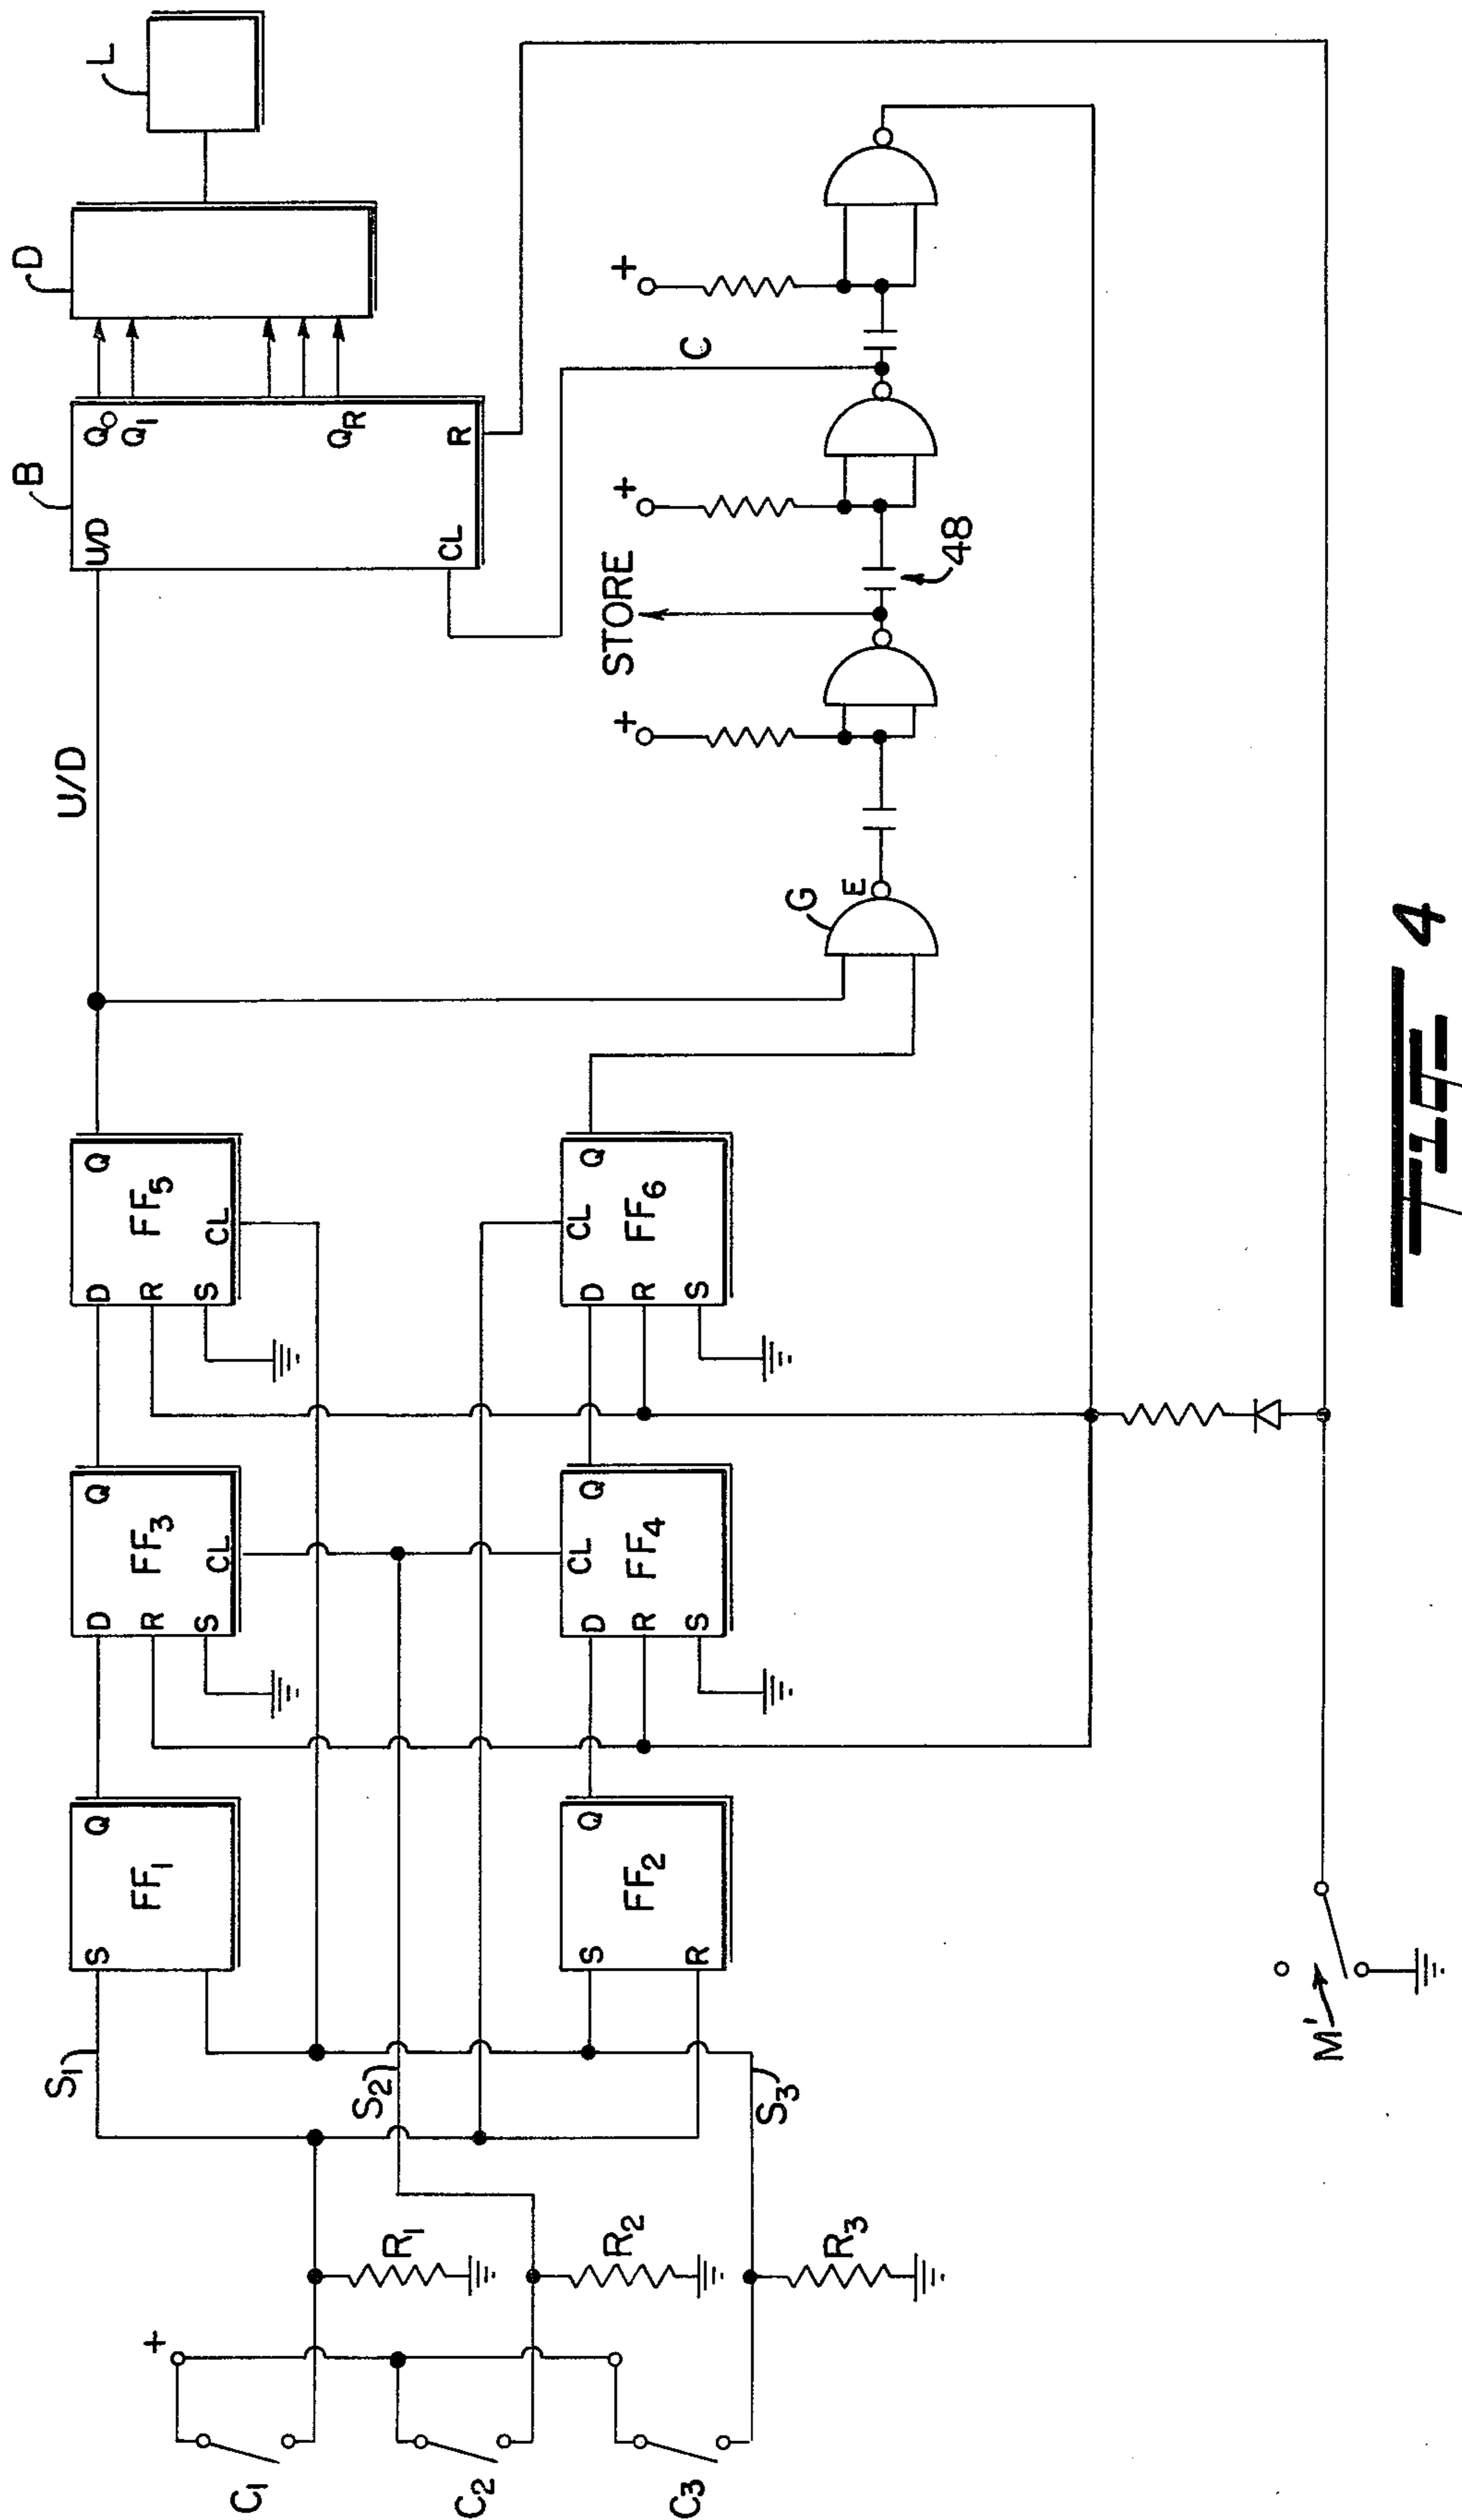 C1
C2
C3
+
R1
R2
R3
S1
S2
S3
S
FF1
Q
S
FF2
R
Q
D
FF3
Q
R
S
CL
CL
D
FF4
Q
R
S
D
FF5
Q
R
S
CL
CL
D
FF6
Q
R
S
U/D
G
E
+
STORE
48
+
C
+
B
U/D
Q0
Q1
QR
CL
R
D
L
M'
FIG 4